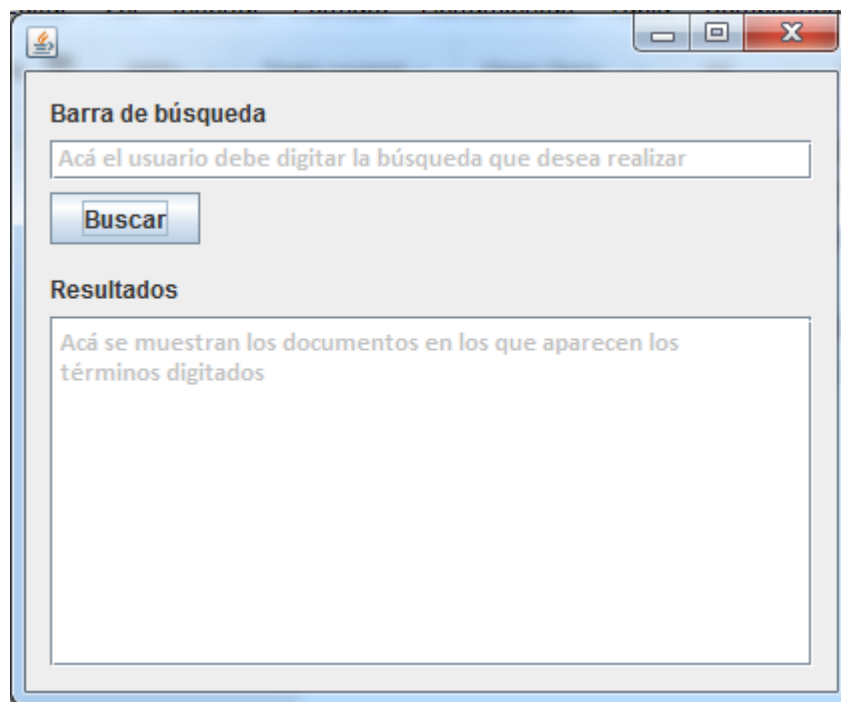 Barra de búsqueda
Acá el usuario debe digitar la búsqueda que desea realizar
Buscar
Resultados
Acá se muestran los documentos en los que aparecen los
términos digitados